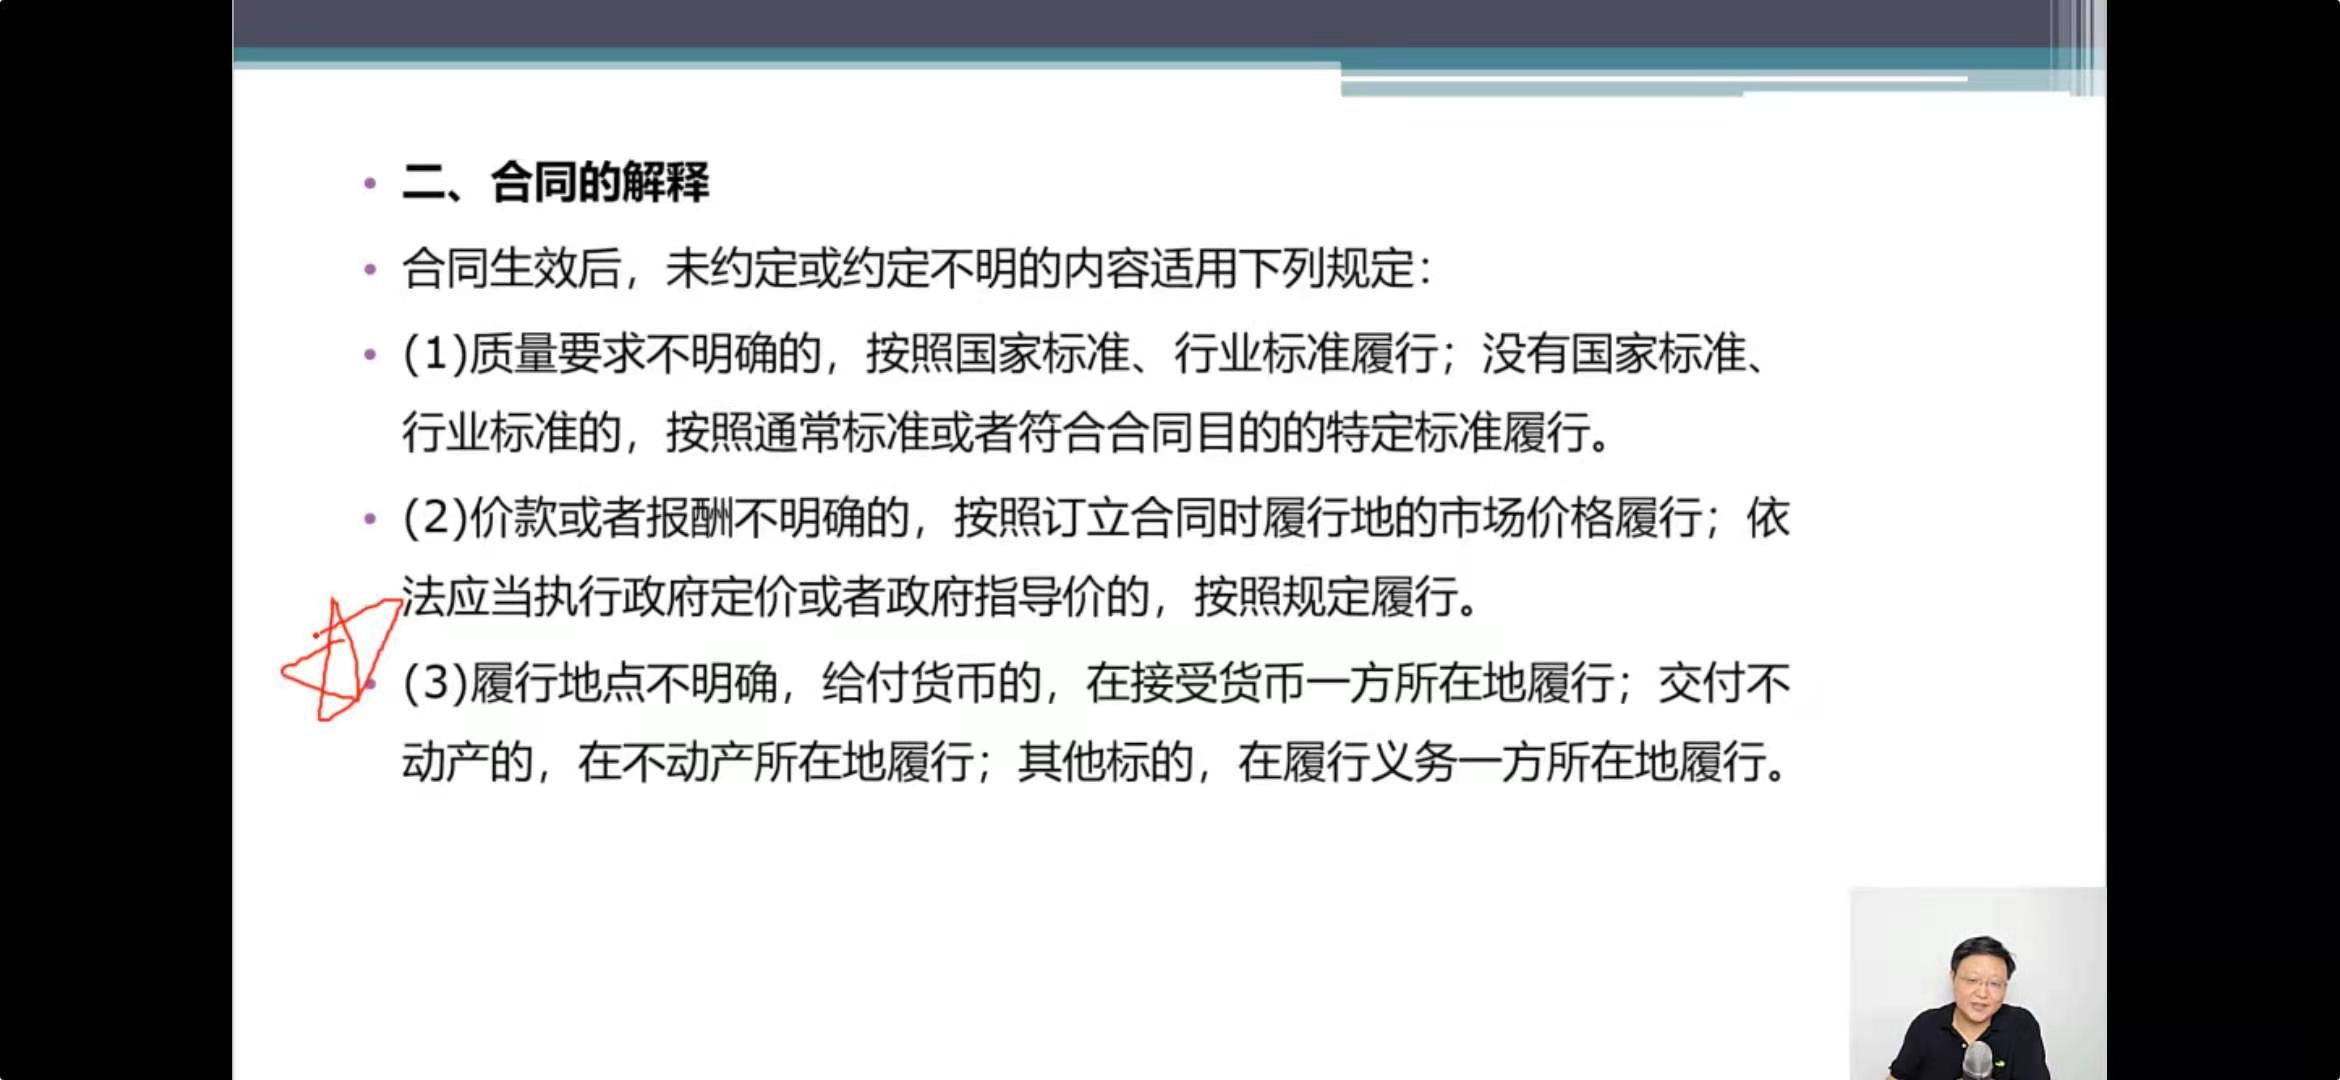 二、合同的解释
合同生效后，未约定或约定不明的内容适用下列规定：
(1)质量要求不明确的，按照国家标准、行业标准履行；没有国家标准、
行业标准的，按照通常标准或者符合合同目的的特定标准履行。
(2)价款或者报酬不明确的，按照订立合同时履行地的市场价格履行；依
法应当执行政府定价或者政府指导价的，按照规定履行。
(3)履行地点不明确，给付货币的，在接受货币一方所在地履行；交付不
动产的，在不动产所在地履行；其他标的，在履行义务一方所在地履行。